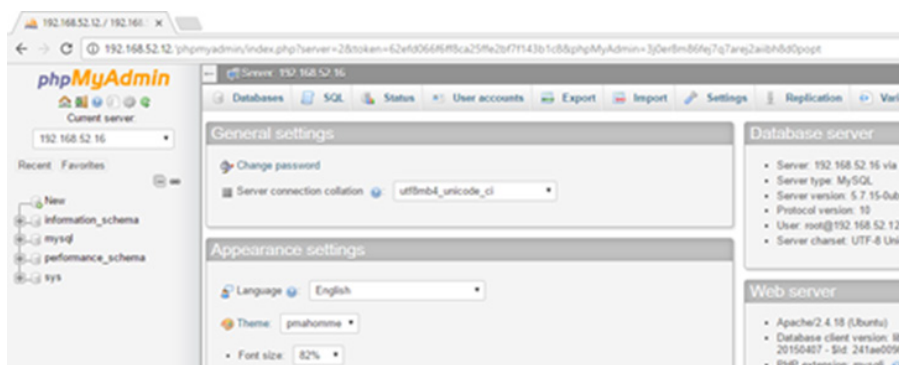 192.168.52.12 / 192.168
192.168.52.12/phpmyadmin/index.php?server=2&token=
phpMyAdmin
Current server:
192.168.52.16
Recent Favorites
New
information_schema
mysql
performance_schema
sys
Server: 192.168.52.16
Databases SQL Status User accounts Export Import Settings Replication Vari
General settings
Change password
Server connection collation utf8mb4_unicode_ci
Appearance settings
Language English
Theme: pmahomme
Font size: 82%
Database server
Server: 192.168.52.16 via
Server type: MySQL
Server version: 5.7.15-0ub
Protocol version: 10
User: root@192.168.52.12
Server charset: UTF-8 Uni
Web server
Apache/2.4.18 (Ubuntu)
Database client version: li
20150407 - $Id: 241ae009
PHP extension: mysqli